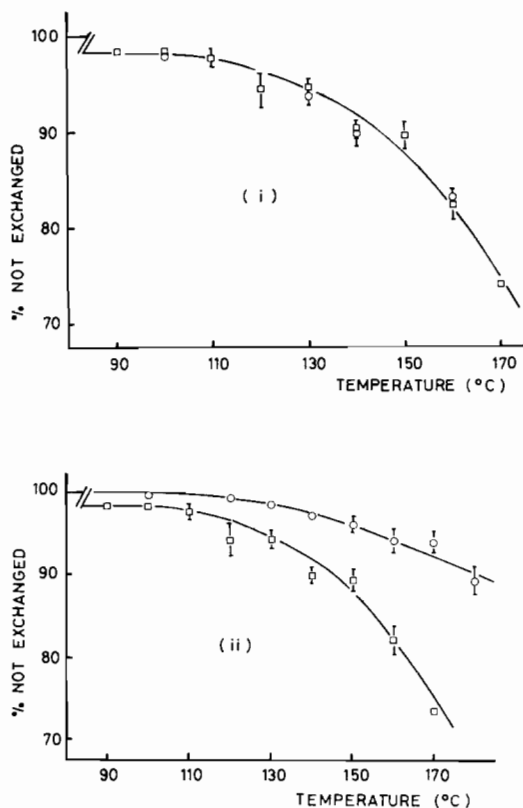 100
90
80
70
% NOT EXCHANGED
(i)
90 110 130 150 170
TEMPERATURE (°C)
100
90
80
70
% NOT EXCHANGED
(ii)
90 110 130 150 170
TEMPERATURE (°C)